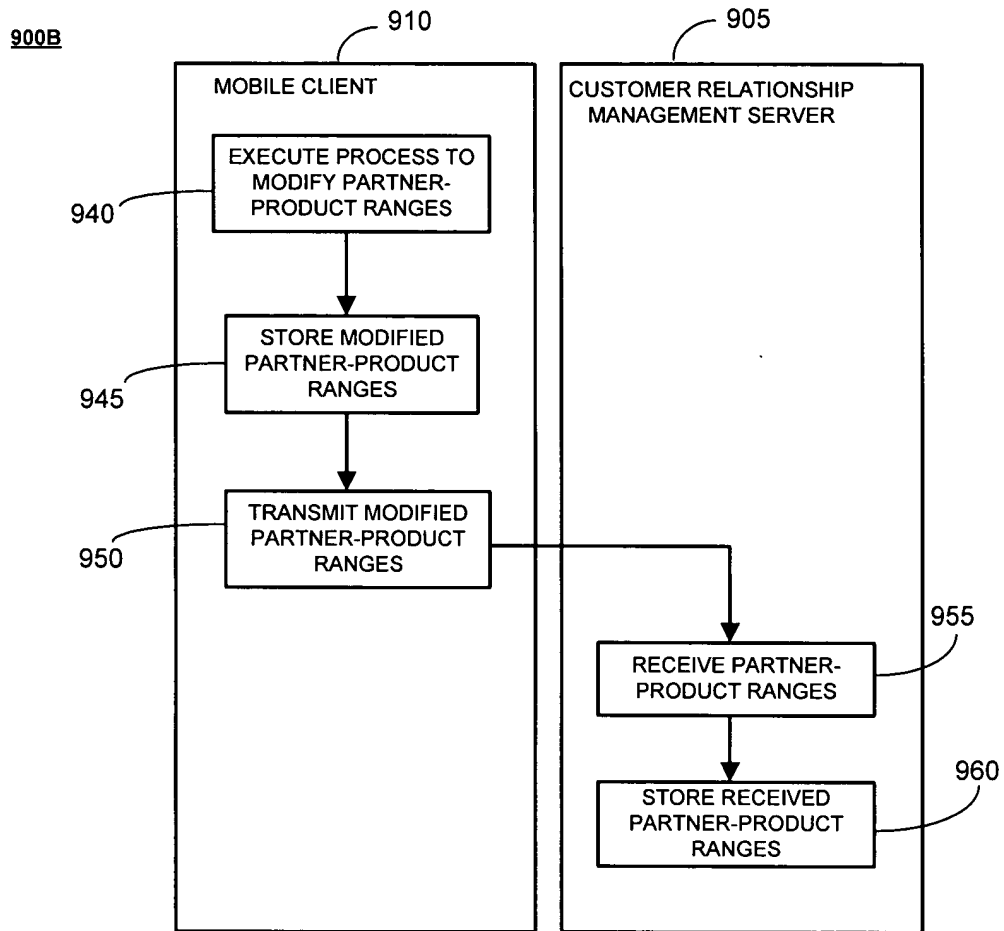 900B
910
905
MOBILE CLIENT
CUSTOMER RELATIONSHIP
MANAGEMENT SERVER
EXECUTE PROCESS TO
MODIFY PARTNER-
PRODUCT RANGES
940
STORE MODIFIED
PARTNER-PRODUCT
RANGES
945
TRANSMIT MODIFIED
PARTNER-PRODUCT
RANGES
950
955
RECEIVE PARTNER-
PRODUCT RANGES
960
STORE RECEIVED
PARTNER-PRODUCT
RANGES